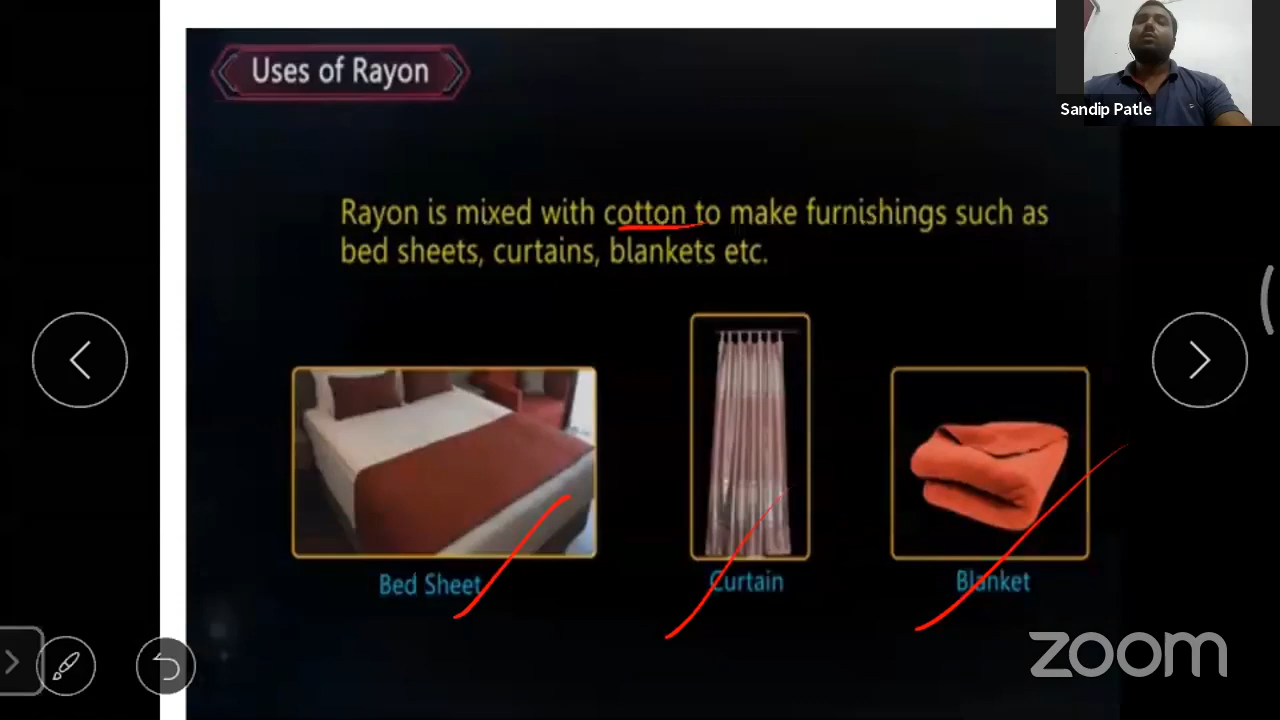 Uses of Rayon
Sandip Patle
Rayon is mixed with cotton to make furnishings such as
bed sheets, curtains, blankets etc.
Bed Sheet
Curtain
Blanket
zoom